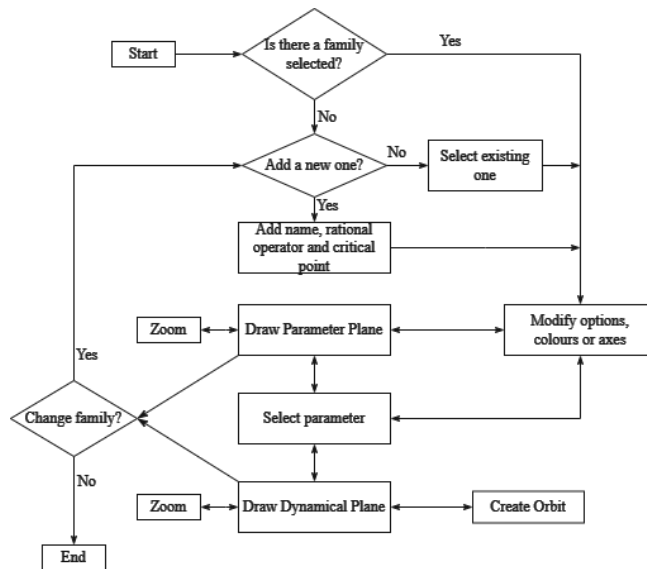 Is there a family
selected?
Yes
Start
No
Add a new one?
No
Select existing
one
Yes
Add name, rational
operator and critical
point
Zoom
Draw Parameter Plane
Modify options,
colours or axes
Yes
Change family?
Select parameter
No
Zoom
Draw Dynamical Plane
Create Orbit
End